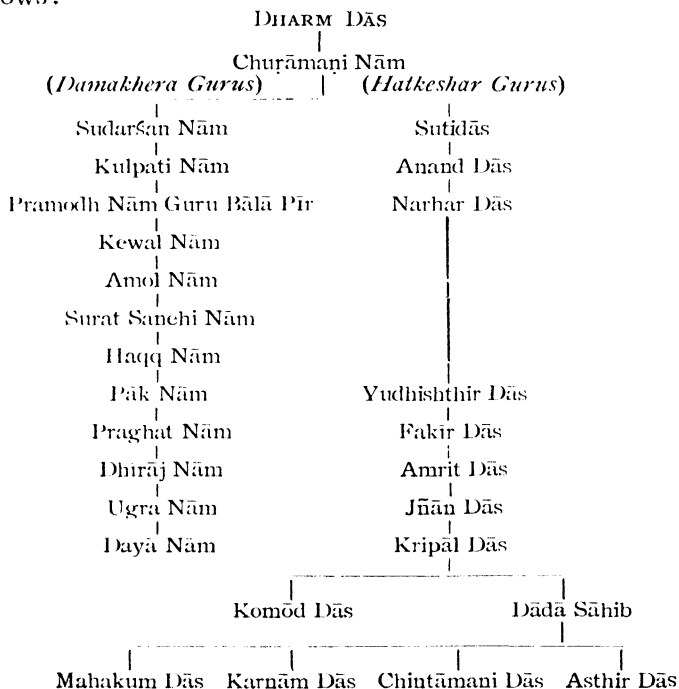 ows:
DHARM DĀS
Churāmaṇi Nām
(Damakhera Gurus) (Hatkeshar Gurus)
Sudarśan Nām Sutidās
Kulpati Nām Anand Dās
Pramodh Nām Guru Bālā Pīr Narhar Dās
Kewal Nām
Amol Nām
Surat Sanehi Nām
Haqq Nām
Pāk Nām Yudhishthir Dās
Praghat Nām Fakīr Dās
Dhirāj Nām Amrit Dās
Ugra Nām Jñān Dās
Dayā Nām Kripāl Dās
Komōd Dās Dādā Sāhib
Mahakum Dās Karnām Dās Chintāmani Dās Asthir Dās